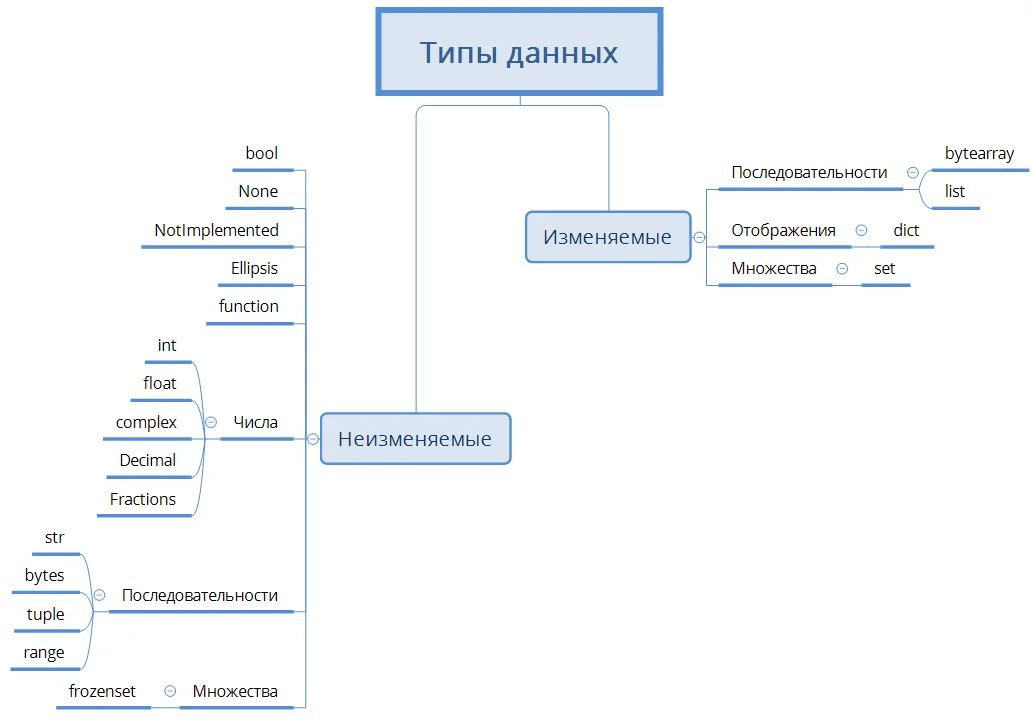 Типы данных
Изменяемые
Последовательности
bytearray
list
Отображения
dict
Множества
set
Неизменяемые
bool
None
NotImplemented
Ellipsis
function
Числа
int
float
complex
Decimal
Fractions
Последовательности
str
bytes
tuple
range
Множества
frozenset